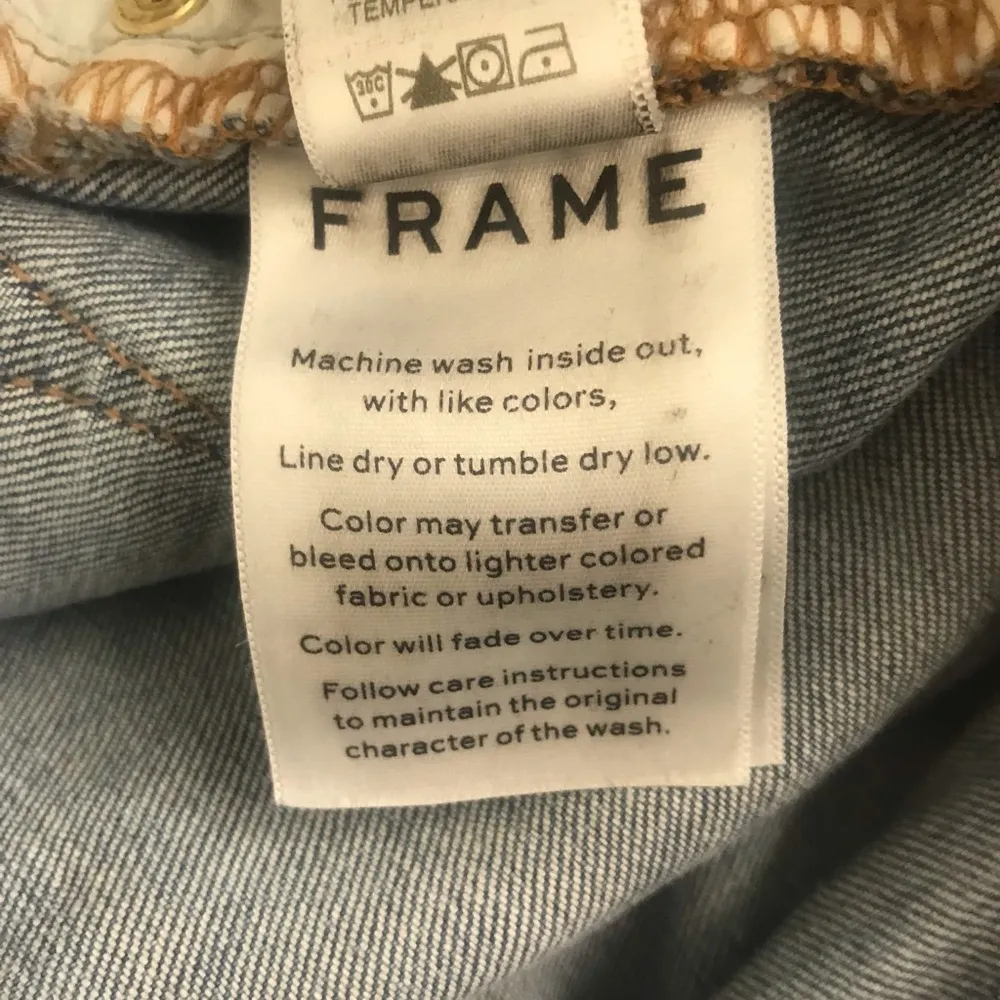 30C
FRAME
Machine wash inside out,
with like colors,
Line dry or tumble dry low.
Color may transfer or
bleed onto lighter colored
fabric or upholstery.
Color will fade over time.
Follow care instructions
to maintain the original
character of the wash.